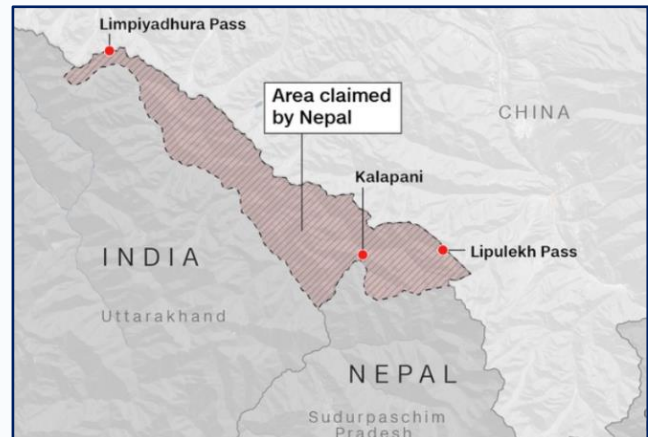 Limpiyadhura Pass
Area claimed
by Nepal
CHINA
Kalapani
INDIA
Lipulekh Pass
Uttarakhand
NEPAL
Sudurpaschim
Pradesh